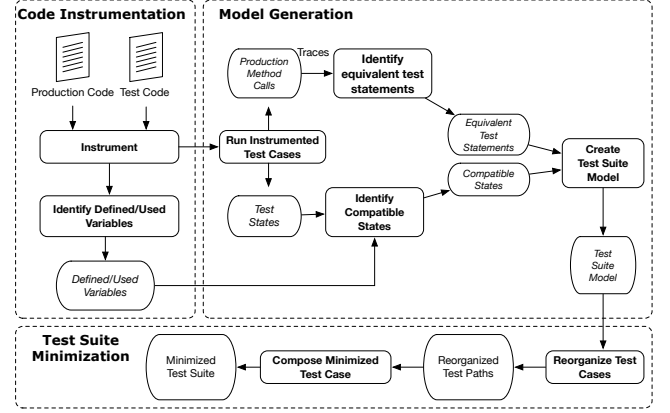 Code Instrumentation
Production Code
Test Code
Instrument
Identify Defined/Used
Variables
Defined/Used
Variables
Model Generation
Production
Method
Calls
Traces
Identify
equivalent test
statements
Run Instrumented
Test Cases
Test
States
Identify
Compatible
States
Equivalent
Test
Statements
Compatible
States
Create
Test Suite
Model
Test
Suite
Model
Test Suite
Minimization
Minimized
Test Suite
Compose Minimized
Test Case
Reorganized
Test Paths
Reorganize Test
Cases